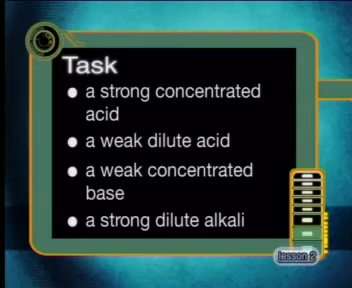 Task
a strong concentrated
acid
a weak dilute acid
a weak concentrated
base
a strong dilute alkali
lesson 2